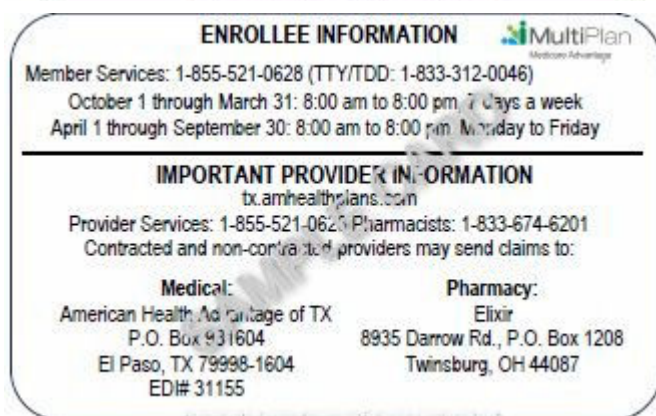 ENROLLEE INFORMATION
MultiPlan
Medicare Advantage
Member Services: 1-855-521-0628 (TTY/TDD: 1-833-312-0046)
October 1 through March 31: 8:00 am to 8:00 pm, 7 days a week
April 1 through September 30: 8:00 am to 8:00 pm, Monday to Friday
IMPORTANT PROVIDER INFORMATION
tx.amhealthplans.com
Provider Services: Pharmacists: 1-833-674-6201
Contracted and non-contracted providers may send claims to:
Medical:
American Health Advantage of TX
P.O. Box
El Paso, TX 79998-1604
EDI# 31155
Pharmacy:
Elixir
8935 Darrow Rd., P.O. Box 1208
Twinsburg, OH 44087
SAMPLE CARD